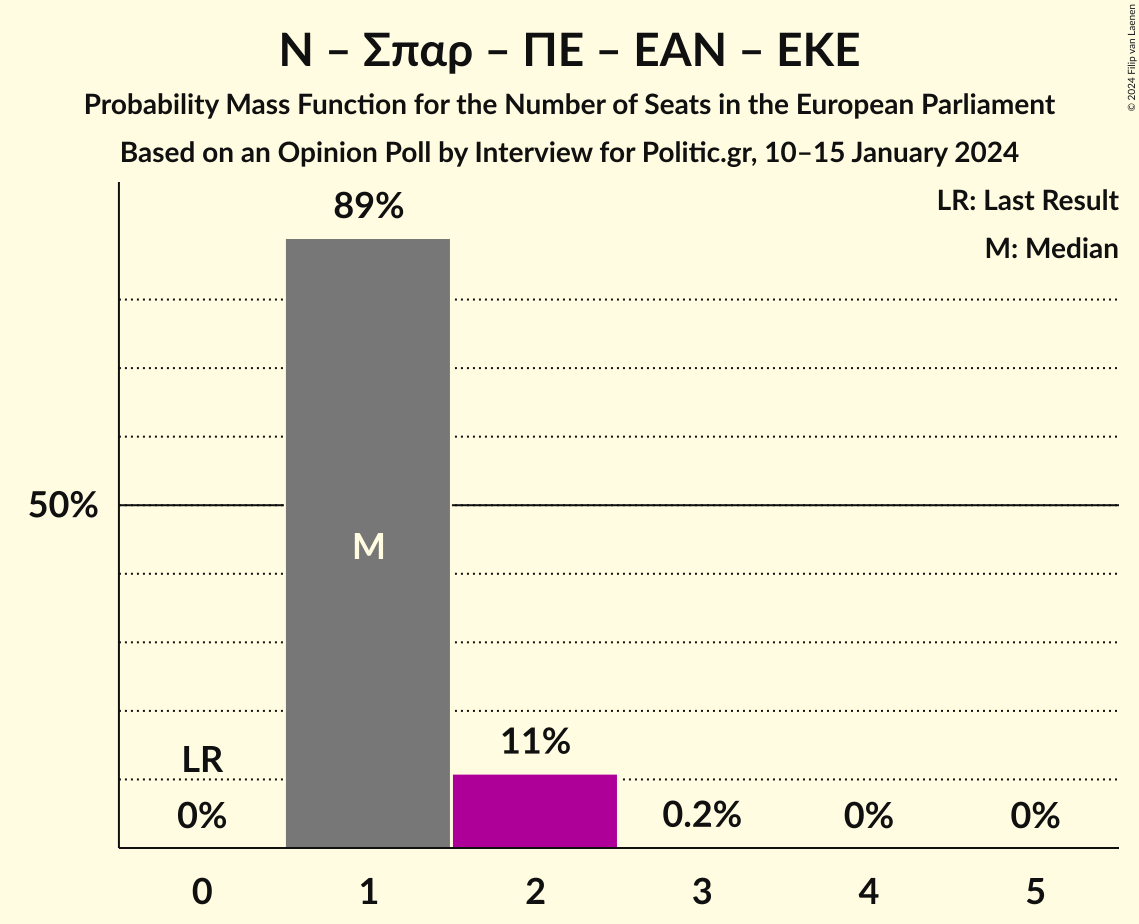 Ν – Σπαρ – ΠΕ – ΕΑΝ – ΕΚΕ
Probability Mass Function for the Number of Seats in the European Parliament
Based on an Opinion Poll by Interview for Politic.gr, 10–15 January 2024
© 2024 Filip van Laenen
LR: Last Result
M: Median
89%
50%
M
11%
LR
0%
0.2%
0%
0%
0
1
2
3
4
5